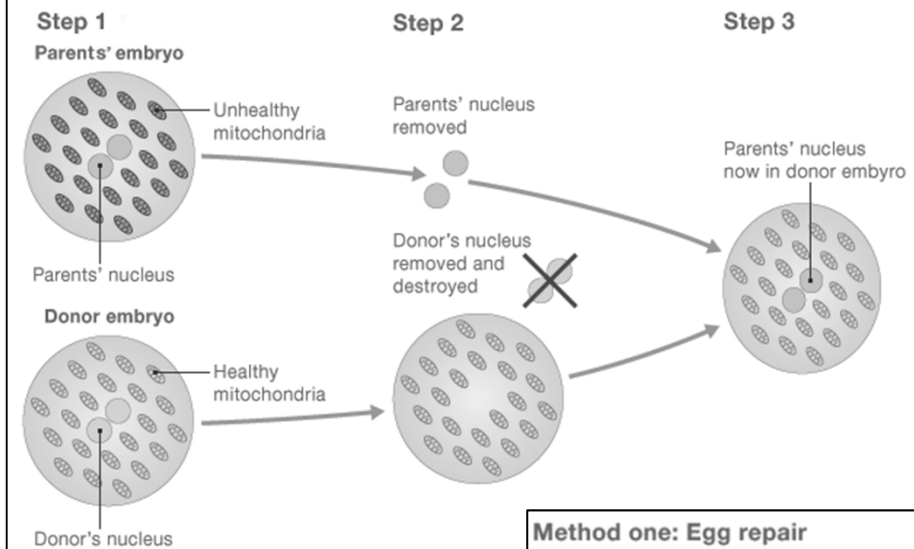 Step 1
Parents' embryo
Unhealthy
mitochondria
Parents' nucleus
Donor embryo
Healthy
mitochondria
Donor's nucleus
Step 2
Parents' nucleus
removed
Donor's nucleus
removed and
destroyed
Step 3
Parents' nucleus
now in donor embyro
Method one: Egg repair